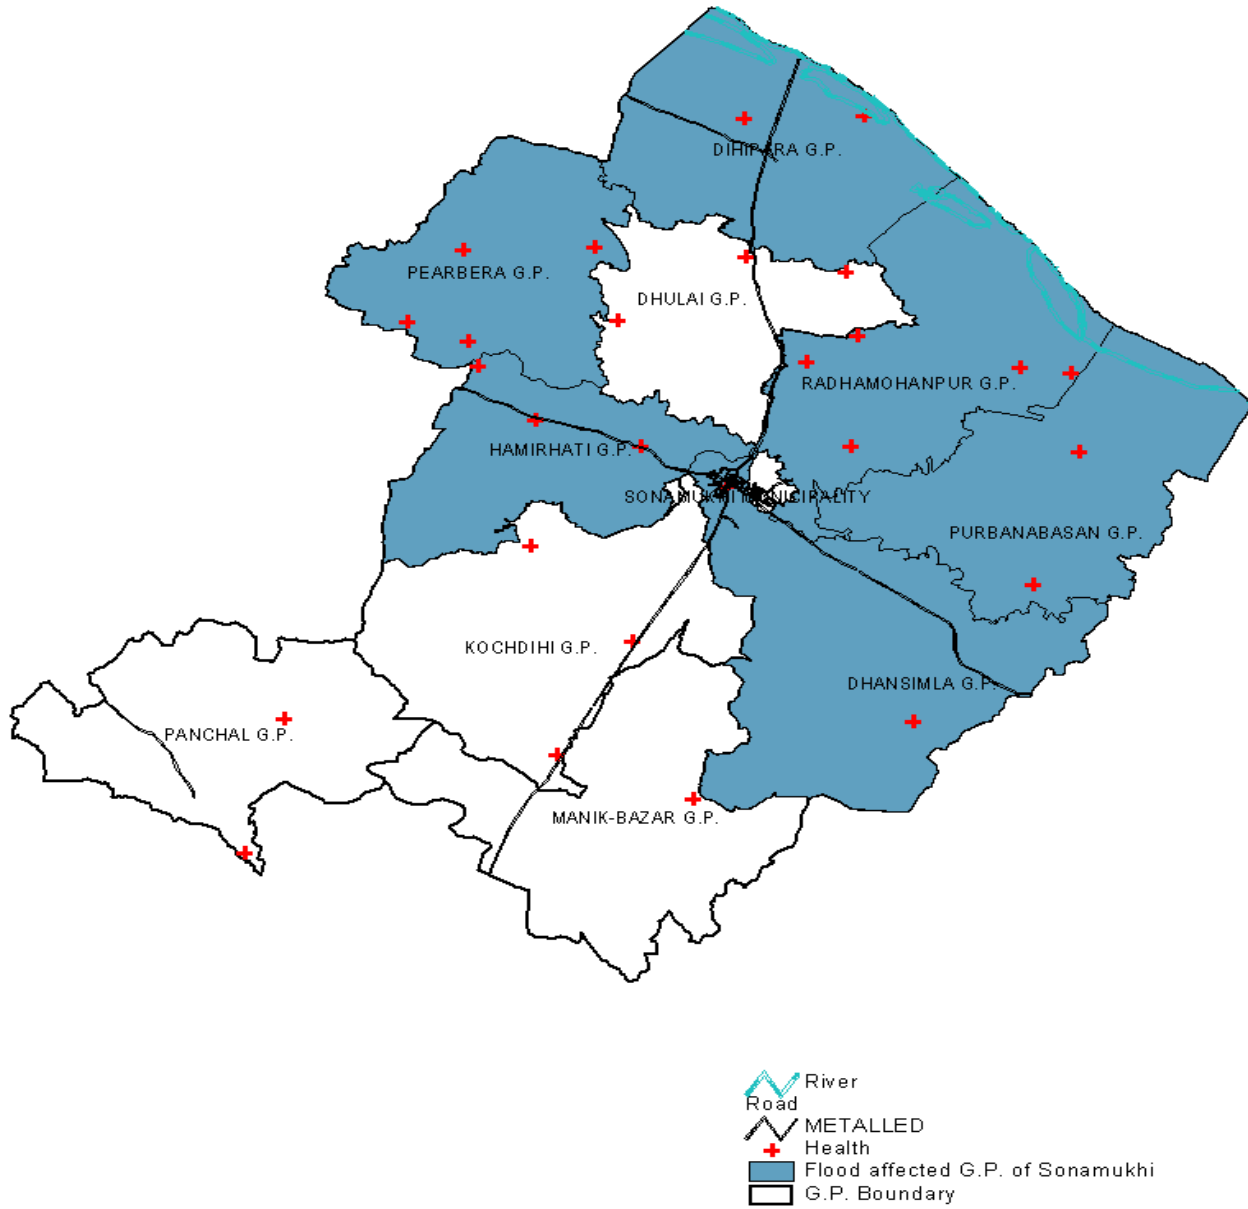 DIHIPARA G.P.
PEARBERA G.P.
DHULAI G.P.
RADHAMOHANPUR G.P.
HAMIRHATI G.P.
SONAMUKHI MUNICIPALITY
PURBANABASAN G.P.
KOCHDIHI G.P.
DHANSIMLA G.P.
PANCHAL G.P.
MANIK-BAZAR G.P.
River
Road
METALLED
Health
Flood affected G.P. of Sonamukhi
G.P. Boundary